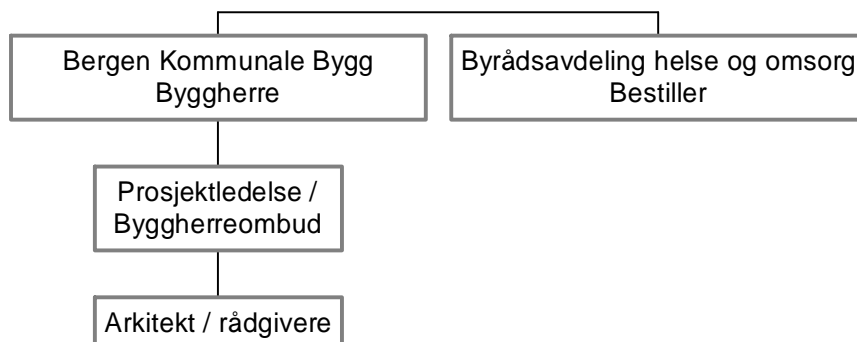 Bergen Kommunale Bygg
Byggherre
Byrådsavdeling helse og omsorg
Bestiller
Prosjektledelse /
Byggherreombud
Arkitekt / rådgivere